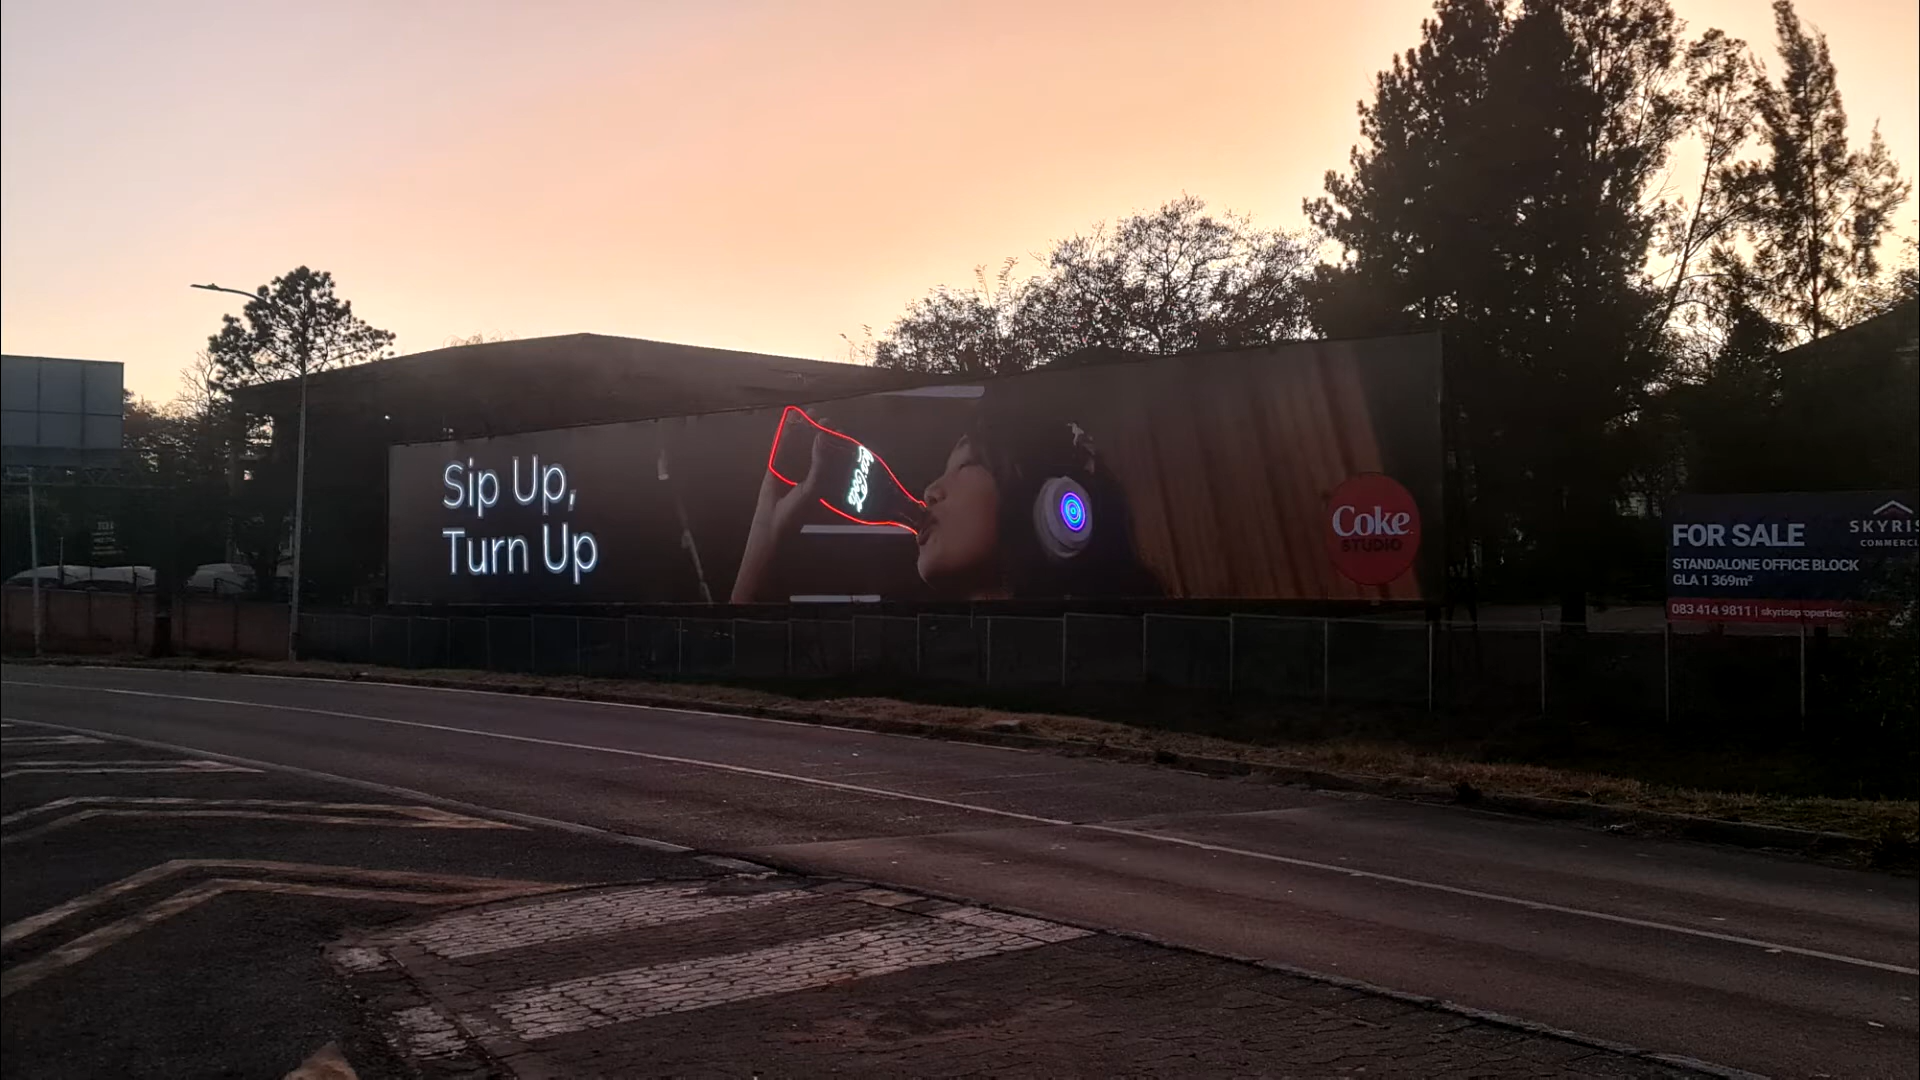 Sip Up,
Turn Up
Coca-Cola
Coke
STUDIO
FOR SALE
STANDALONE OFFICE BLOCK
GLA 1 369m²
083 414 9811 | skyriseproperties
SKYRIS
COMMERCI